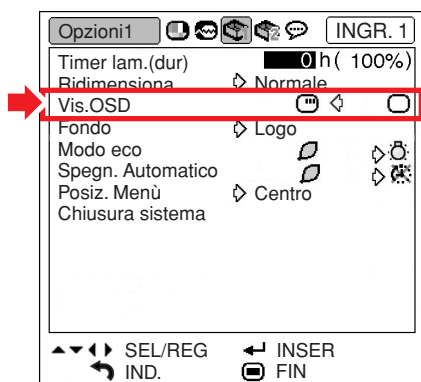 Opzioni1 INGR. 1
Timer lam.(dur) 0 h ( 100%)
Ridimensiona Normale
Vis.OSD
Fondo Logo
Modo eco
Spegn. Automatico
Posiz. Menù Centro
Chiusura sistema
SEL/REG INSER
IND. FIN